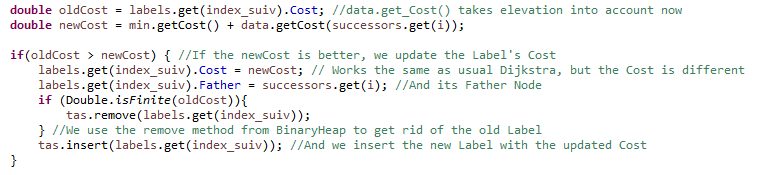 double oldCost = labels.get(index_suiv).Cost; //data.get_Cost() takes elevation into account now
double newCost = min.getCost() + data.getCost(successors.get(i));
if(oldCost > newCost) { //If the newCost is better, we update the Label's Cost
labels.get(index_suiv).Cost = newCost; // Works the same as usual Dijkstra, but the Cost is different
labels.get(index_suiv).Father = successors.get(i); //And its Father Node
if (Double.isFinite(oldCost)){
tas.remove(labels.get(index_suiv));
} //We use the remove method from BinaryHeap to get rid of the old Label
tas.insert(labels.get(index_suiv)); //And we insert the new Label with the updated Cost
}